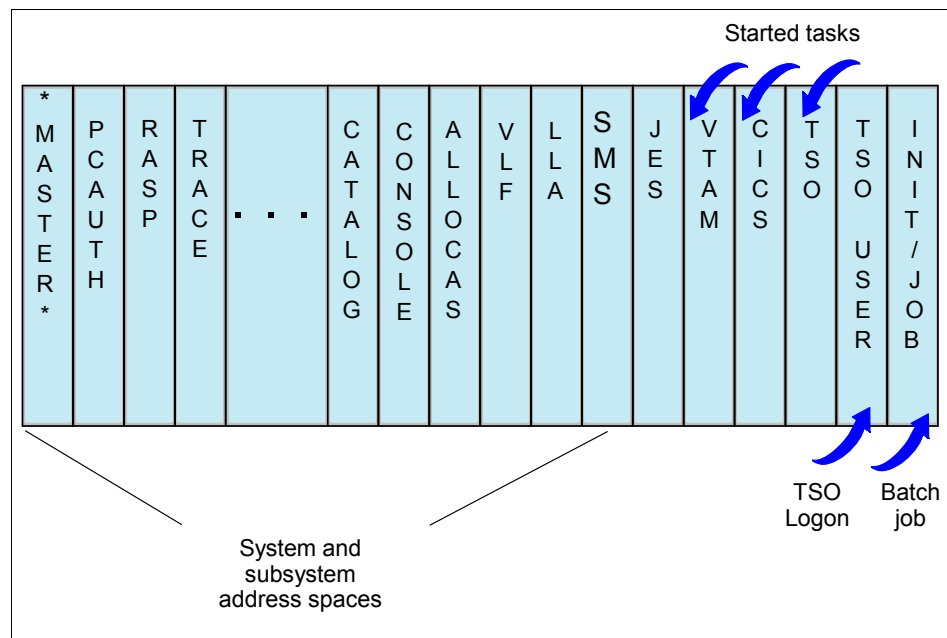 Started tasks
*MASTER*
PCAUTH
RASP
TRACE
. . .
CATALOG
CONSOLE
ALLOCAS
VLF
LLA
SMS
JES
VTAM
CICS
TSO
TSO USER
INIT/JOB
TSO
Logon
Batch
job
System and
subsystem
address spaces